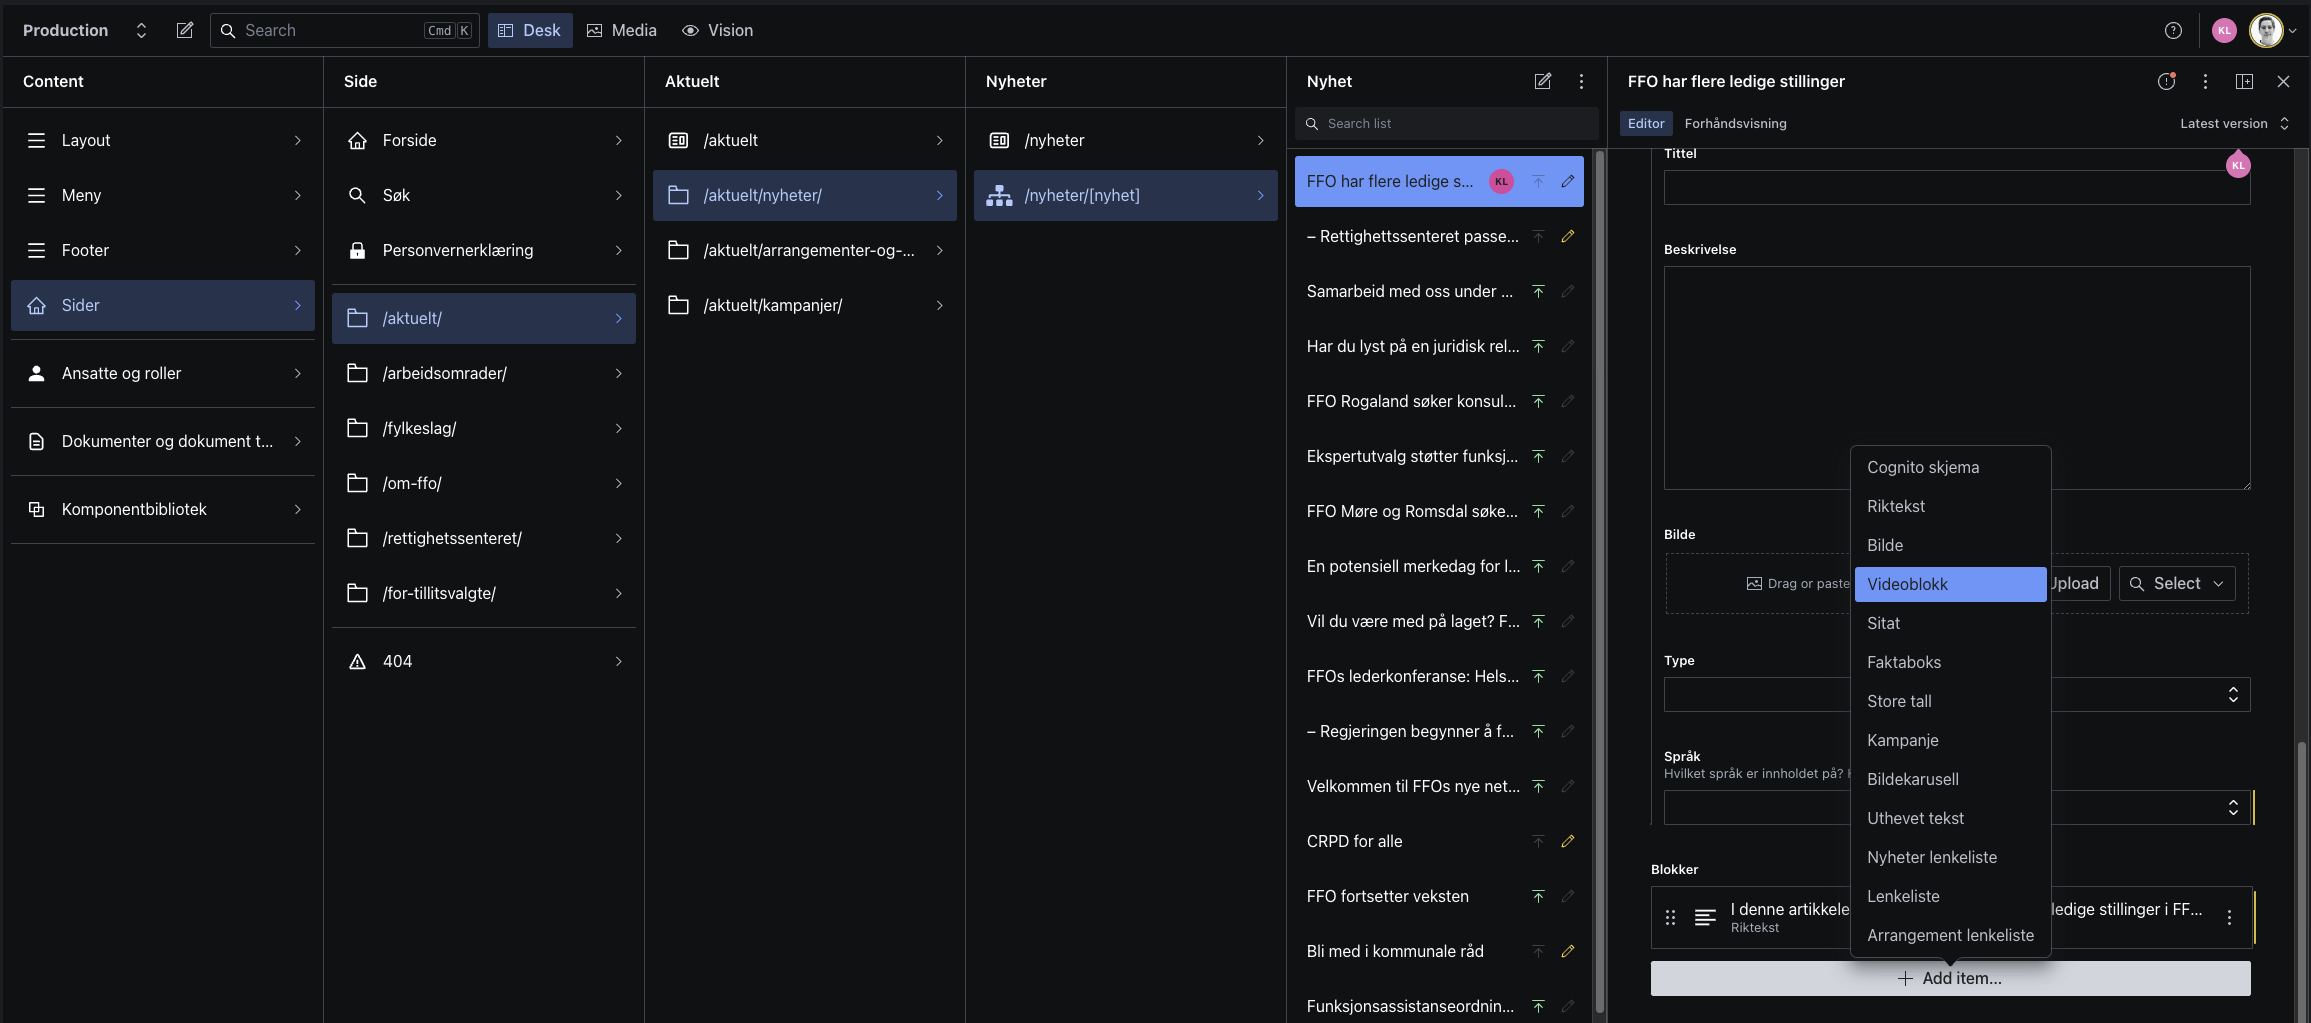 Production
Search
Cmd K
Desk
Media
Vision
KL
Content
Layout
Meny
Footer
Sider
Ansatte og roller
Dokumenter og dokument t...
Komponentbibliotek
Side
Forside
Søk
Personvernerklæring
/aktuelt/
/arbeidsomrader/
/fylkeslag/
/om-ffo/
/rettighetssenteret/
/for-tillitsvalgte/
404
Aktuelt
/aktuelt
/aktuelt/nyheter/
/aktuelt/arrangementer-og-...
/aktuelt/kampanjer/
Nyheter
/nyheter
/nyheter/[nyhet]
Nyhet
Search list
FFO har flere ledige s... KL
– Rettighetssenteret passe...
Samarbeid med oss under ...
Har du lyst på en juridisk rel...
FFO Rogaland søker konsul...
Ekspertutvalg støtter funksj...
FFO Møre og Romsdal søke...
En potensiell merkedag for l...
Vil du være med på laget? F...
FFOs lederkonferanse: Hels...
– Regjeringen begynner å f...
Velkommen til FFOs nye net...
CRPD for alle
FFO fortsetter veksten
Bli med i kommunale råd
Funksjonsassistanseordnin...
FFO har flere ledige stillinger
Editor
Forhåndsvisning
Latest version
Tittel
KL
Beskrivelse
Bilde
Drag or paste
Upload
Select
Type
Språk
Hvilket språk er innholdet på?
Blokker
I denne artikkele
ledige stillinger i FF...
Riktekst
Cognito skjema
Riktekst
Bilde
Videoblokk
Sitat
Faktaboks
Store tall
Kampanje
Bildekarusell
Uthevet tekst
Nyheter lenkeliste
Lenkeliste
Arrangement lenkeliste
Add item...